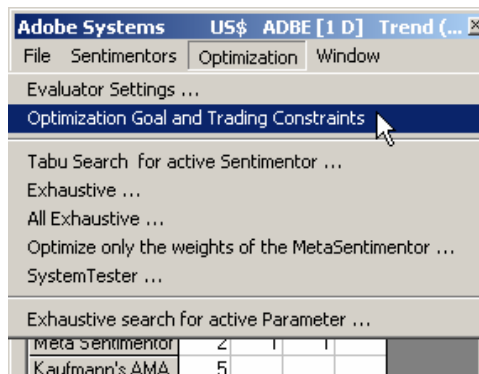 Adobe Systems US$ ADBE [1 D] Trend (...
File Sentimentors Optimization Window
Evaluator Settings ...
Optimization Goal and Trading Constraints
Tabu Search for active Sentimentor ...
Exhaustive ...
All Exhaustive ...
Optimize only the weights of the MetaSentimentor ...
SystemTester ...
Exhaustive search for active Parameter ...
Meta Sentimentor 2 1 1
Kaufmann's AMA 5